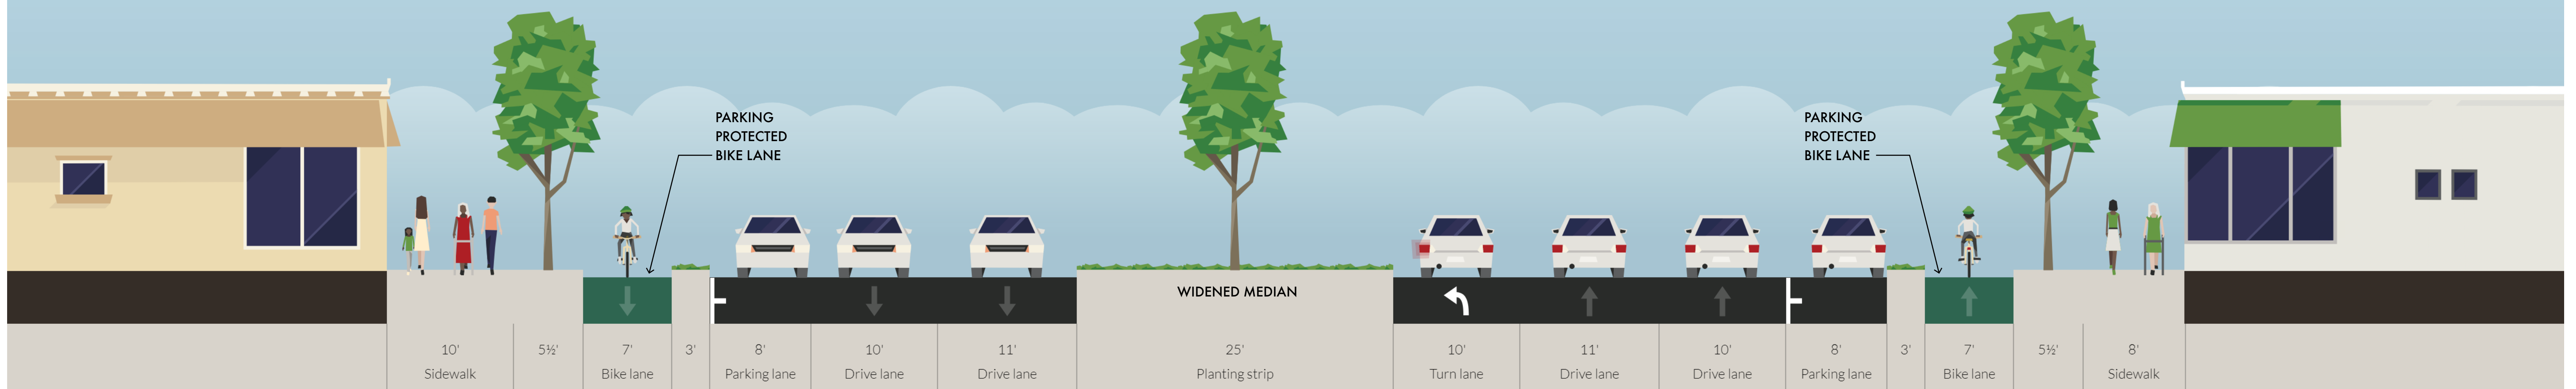 PARKING
PROTECTED
BIKE LANE
PARKING
PROTECTED
BIKE LANE
WIDENED MEDIAN
10' 5½' 7' 3' 8' 10' 11' 25' 10' 11' 10' 8' 3' 7' 5½' 8'
Sidewalk Bike lane Parking lane Drive lane Drive lane Planting strip Turn lane Drive lane Drive lane Parking lane Bike lane Sidewalk